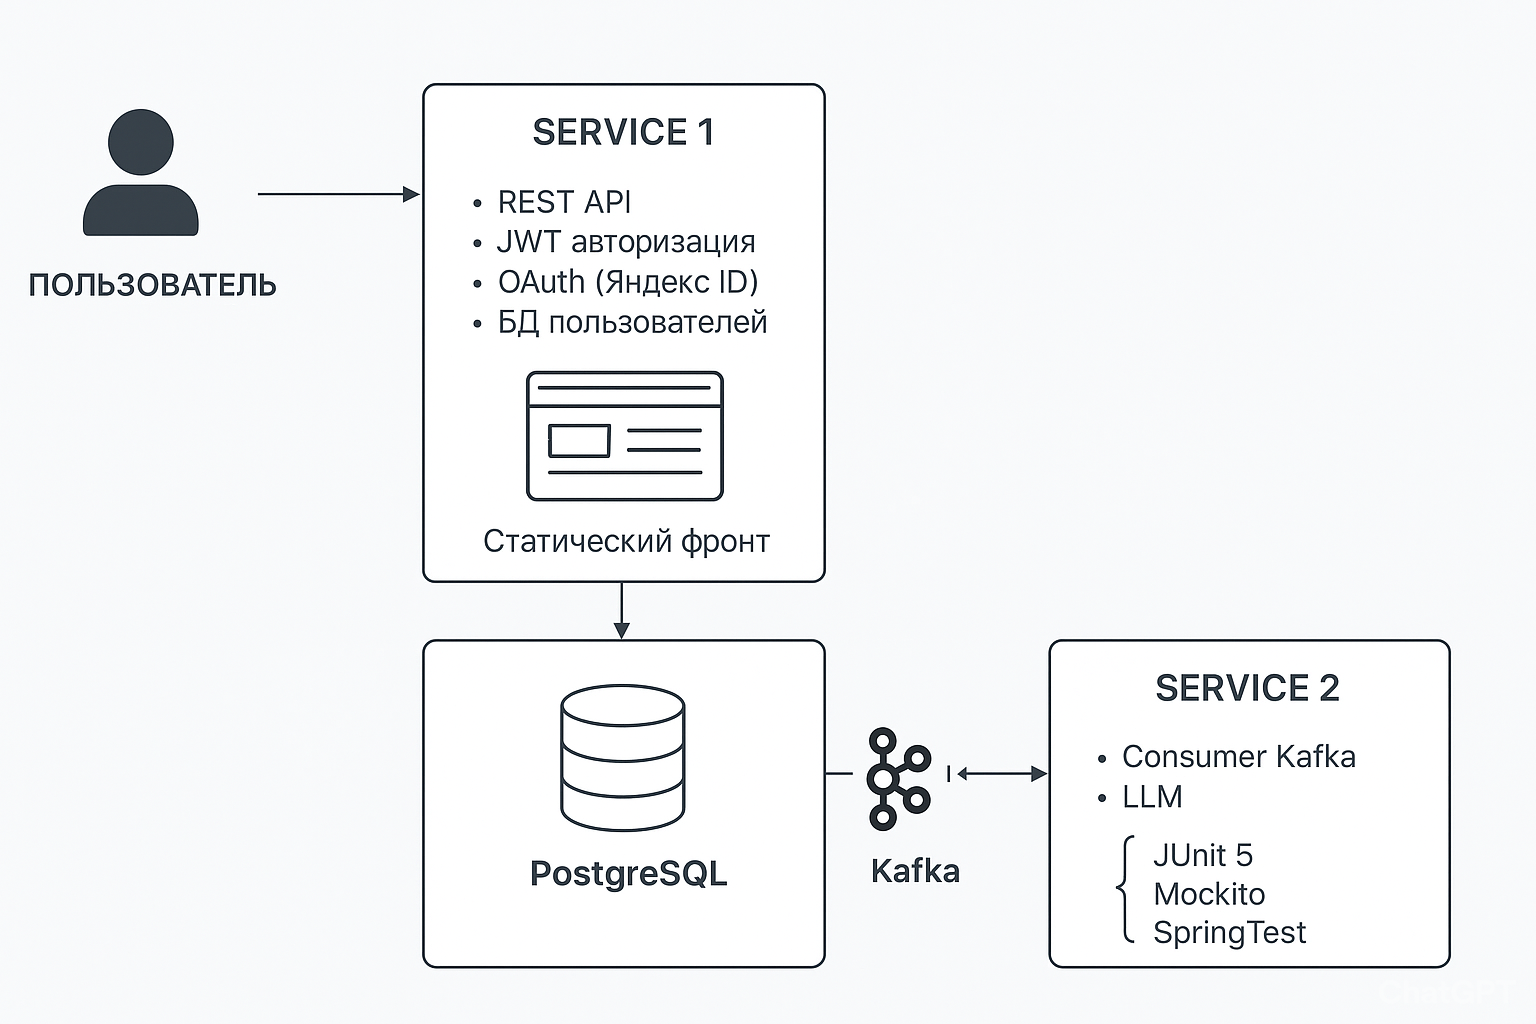 SERVICE 1
• REST API
• JWT авторизация
• OAuth (Яндекс ID)
• БД пользователей
Статический фронт
ПОЛЬЗОВАТЕЛЬ
PostgreSQL
Kafka
SERVICE 2
• Consumer Kafka
• LLM
JUnit 5
Mockito
SpringTest